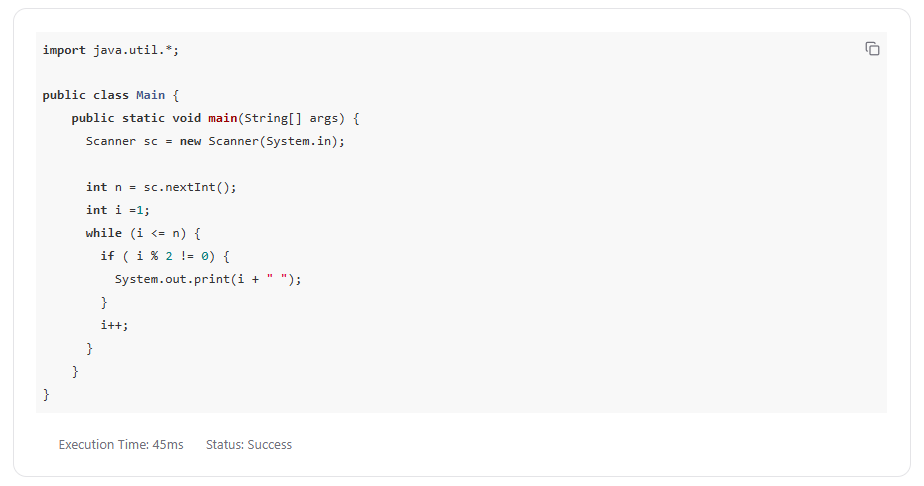 import java.util.*;
public class Main {
public static void main(String[] args) {
Scanner sc = new Scanner(System.in);
int n = sc.nextInt();
int i =1;
while (i <= n) {
if ( i % 2 != 0) {
System.out.print(i + " ");
}
i++;
}
}
}
Execution Time: 45ms Status: Success